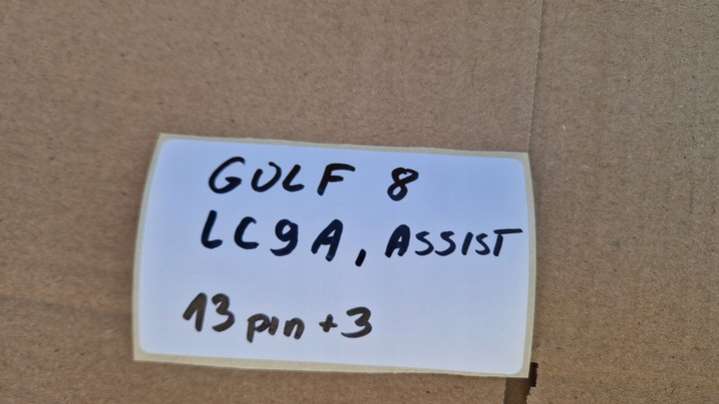 GOLF 8
LC9A, ASSIST
13 pin + 3